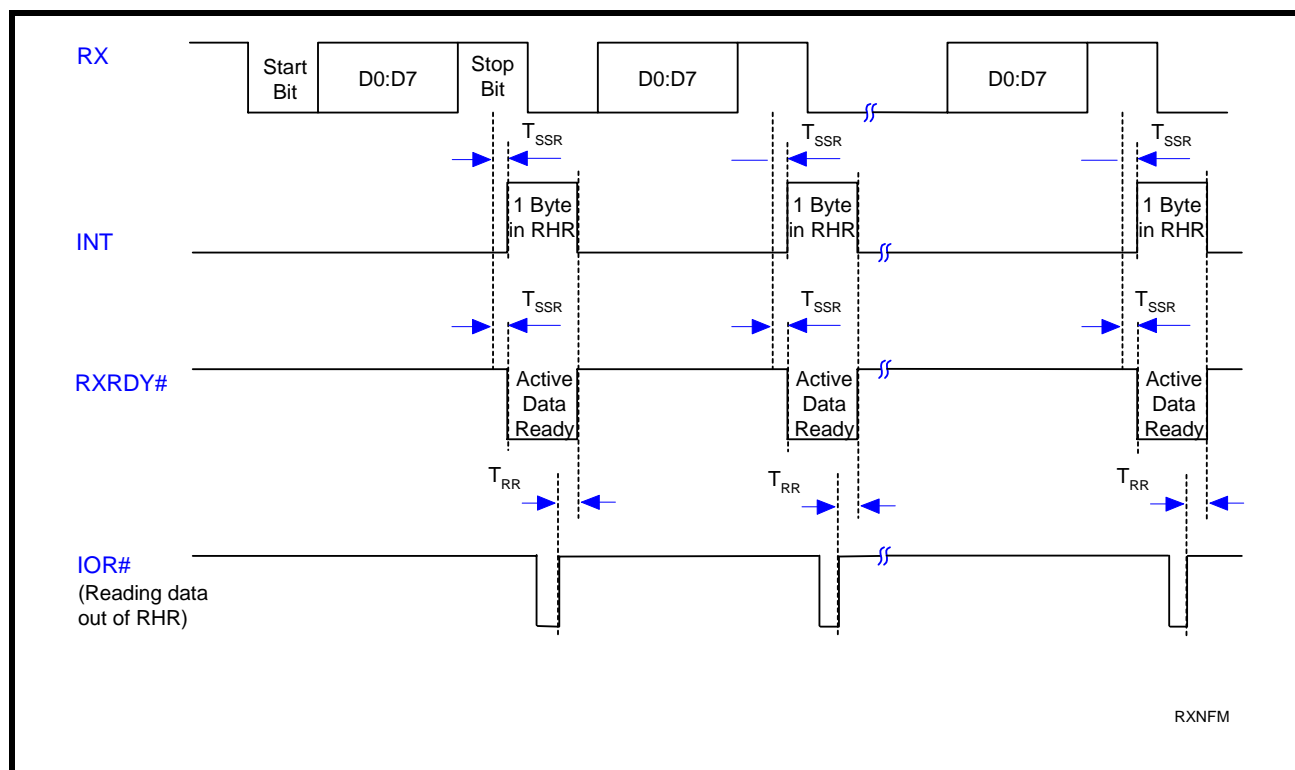 RX
Start
Bit
D0:D7
Stop
Bit
D0:D7
D0:D7
TSSR
TSSR
TSSR
INT
1 Byte
in RHR
1 Byte
in RHR
1 Byte
in RHR
TSSR
TSSR
TSSR
RXRDY#
Active
Data
Ready
Active
Data
Ready
Active
Data
Ready
TRR
TRR
TRR
IOR#
(Reading data
out of RHR)
RXNFM